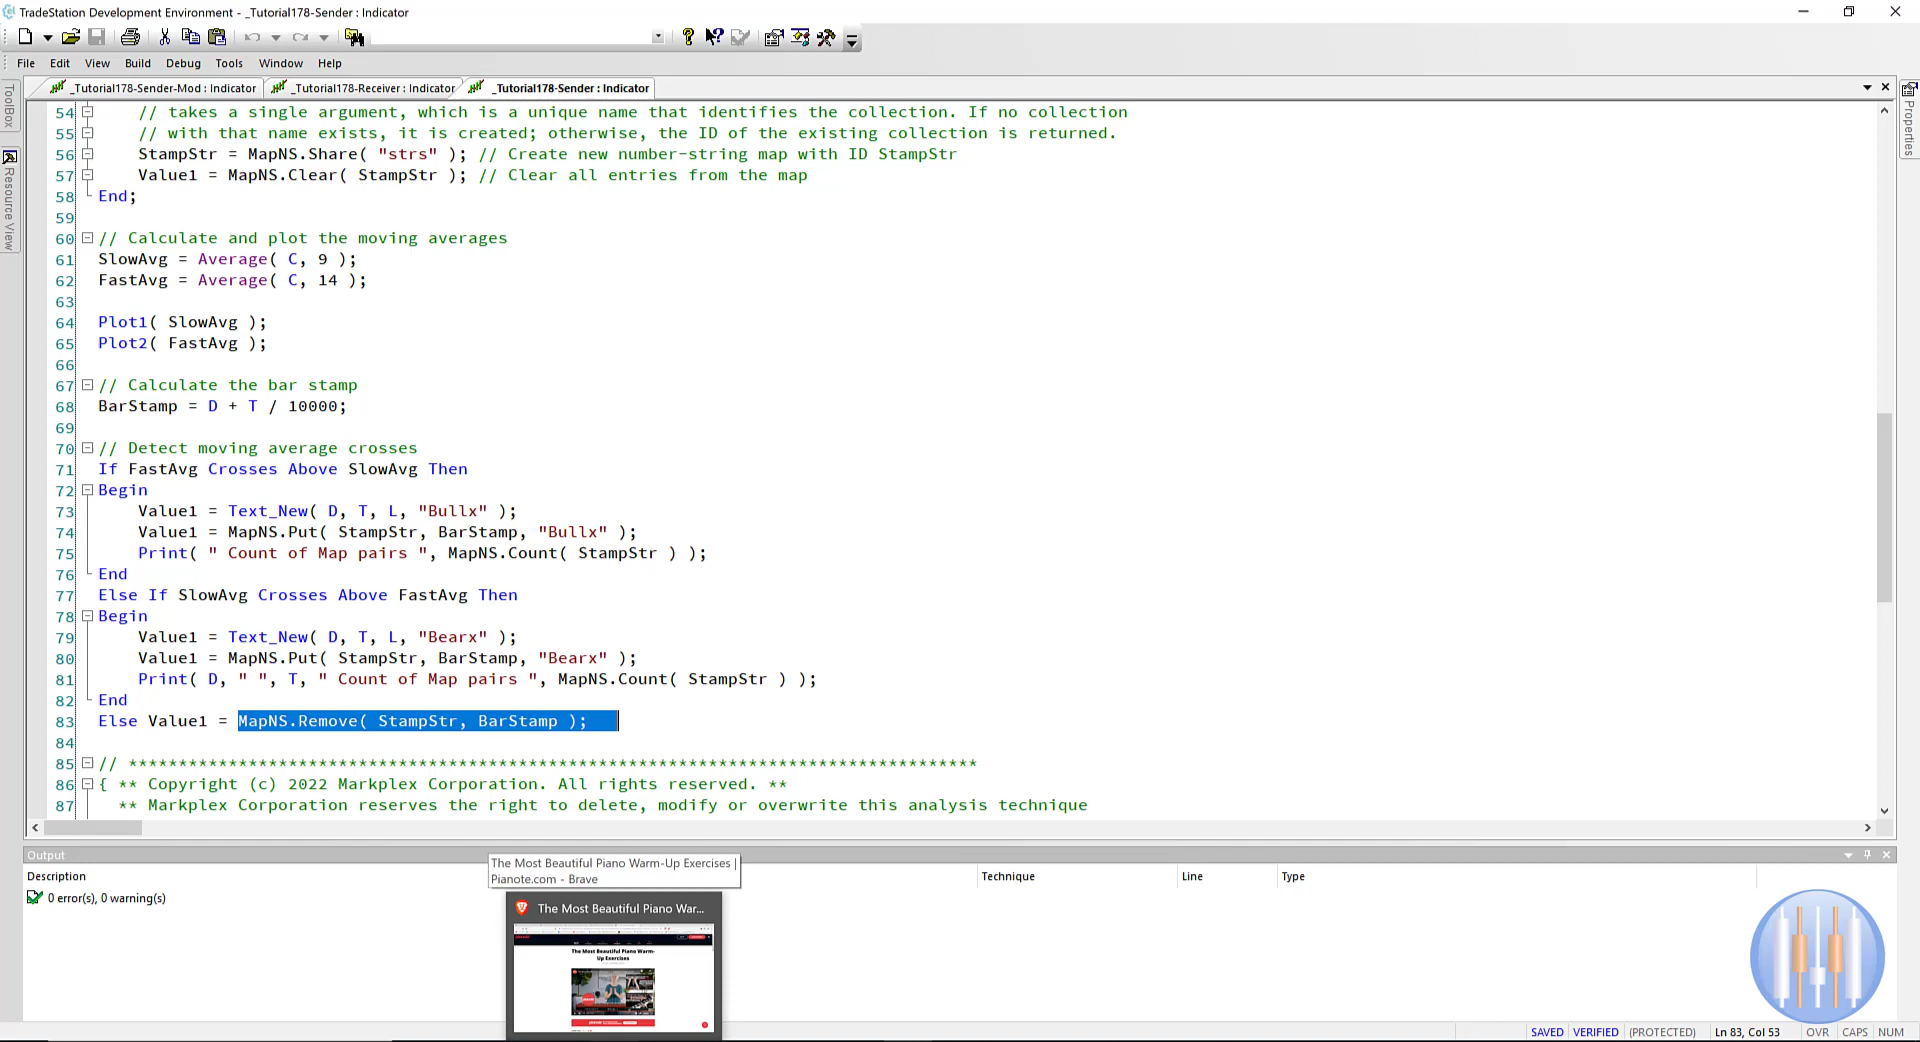 TradeStation Development Environment - _Tutorial178-Sender : Indicator
File Edit View Build Debug Tools Window Help
_Tutorial178-Sender-Mod : Indicator _Tutorial178-Receiver : Indicator _Tutorial178-Sender : Indicator
ToolBox
Resource View
Properties
54 // takes a single argument, which is a unique name that identifies the collection. If no collection
55 // with that name exists, it is created; otherwise, the ID of the existing collection is returned.
56 StampStr = MapNS.Share( "strs" ); // Create new number-string map with ID StampStr
57 Value1 = MapNS.Clear( StampStr ); // Clear all entries from the map
58 End;
59
60 // Calculate and plot the moving averages
61 SlowAvg = Average( C, 9 );
62 FastAvg = Average( C, 14 );
63
64 Plot1( SlowAvg );
65 Plot2( FastAvg );
66
67 // Calculate the bar stamp
68 BarStamp = D + T / 10000;
69
70 // Detect moving average crosses
71 If FastAvg Crosses Above SlowAvg Then
72 Begin
73 Value1 = Text_New( D, T, L, "Bullx" );
74 Value1 = MapNS.Put( StampStr, BarStamp, "Bullx" );
75 Print( " Count of Map pairs ", MapNS.Count( StampStr ) );
76 End
77 Else If SlowAvg Crosses Above FastAvg Then
78 Begin
79 Value1 = Text_New( D, T, L, "Bearx" );
80 Value1 = MapNS.Put( StampStr, BarStamp, "Bearx" );
81 Print( D, " ", T, " Count of Map pairs ", MapNS.Count( StampStr ) );
82 End
83 Else Value1 = MapNS.Remove( StampStr, BarStamp );
84
85 // *************************************************************************************
86 { ** Copyright (c) 2022 Markplex Corporation. All rights reserved. **
87 ** Markplex Corporation reserves the right to delete, modify or overwrite this analysis technique
Output
Description Technique Line Type
0 error(s), 0 warning(s)
The Most Beautiful Piano Warm-Up Exercises |
Pianote.com - Brave
The Most Beautiful Piano War...
The Most Beautiful Piano Warm-
Up Exercises
SAVED VERIFIED (PROTECTED) Ln 83, Col 53 OVR CAPS NUM